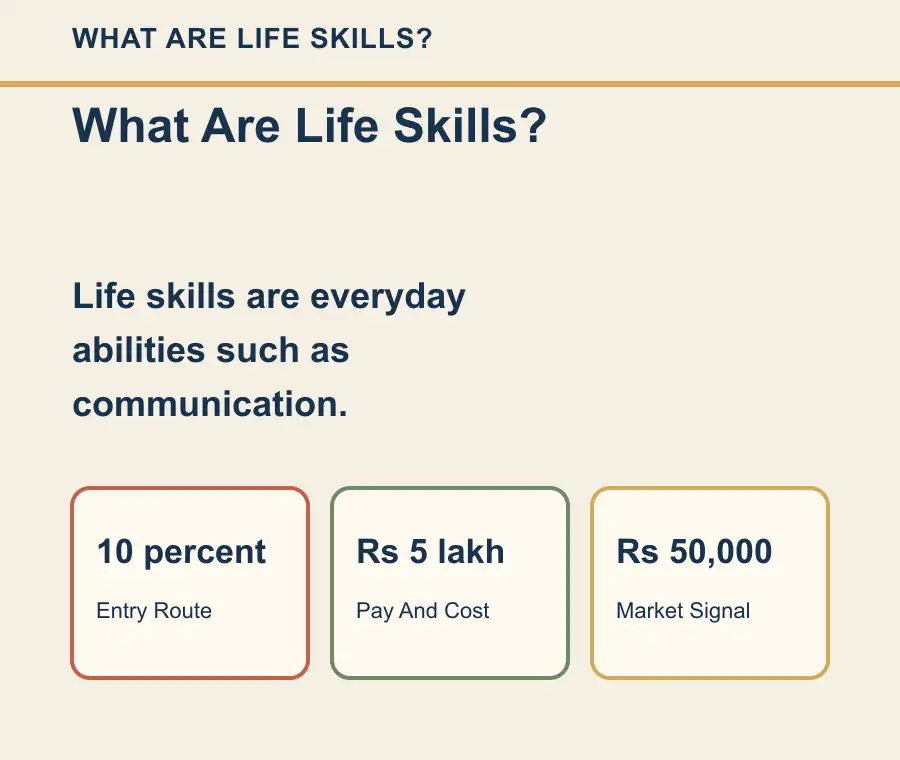 WHAT ARE LIFE SKILLS?
What Are Life Skills?
Life skills are everyday
abilities such as
communication.
10 percent
Entry Route
Rs 5 lakh
Pay And Cost
Rs 50,000
Market Signal